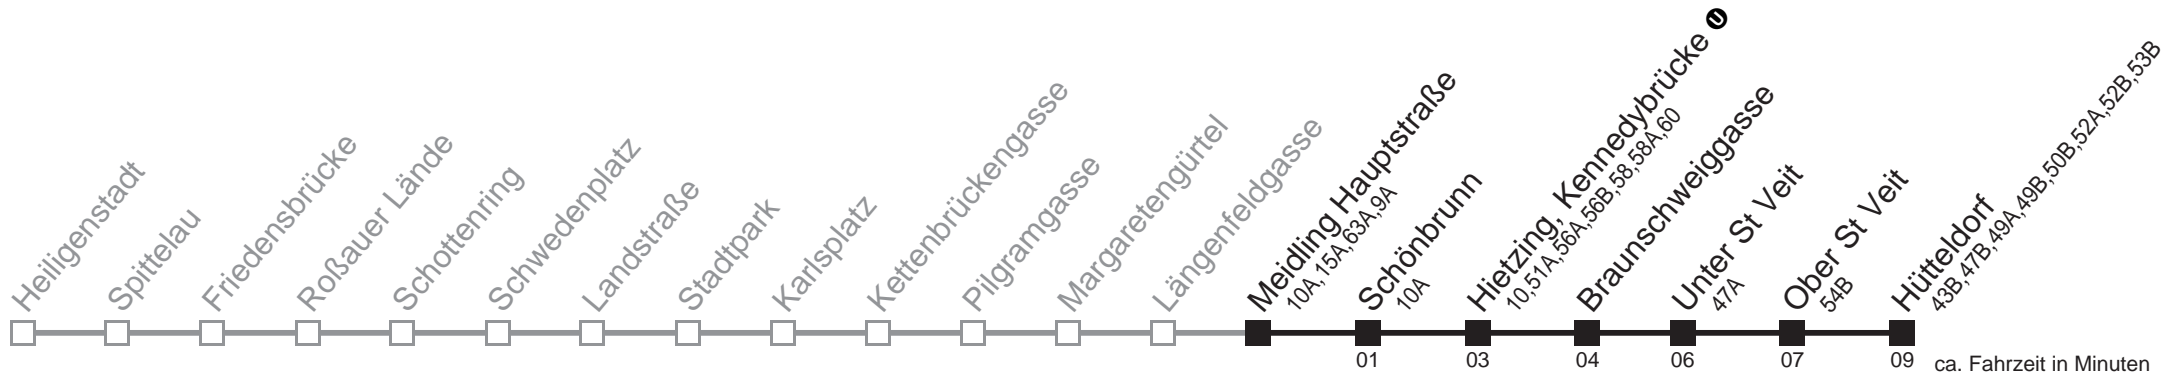 Heiligenstadt
Spittelau
Friedensbrücke
Roßauer Lände
Schottenring
Schwedenplatz
Landstraße
Stadtpark
Karlsplatz
Kettenbrückengasse
Pilgramgasse
Margaretengürtel
Längenfeldgasse
Meidling Hauptstraße
10A,15A,63A,9A
Schönbrunn
10A
Hietzing, Kennedybrücke U
10,51A,56A,56B,58,58A,60
Braunschweiggasse
Unter St Veit
47A
Ober St Veit
54B
Hütteldorf
43B,47B,49A,49B,50B,52A,52B,53B
01 03 04 06 07 09 ca. Fahrzeit in Minuten